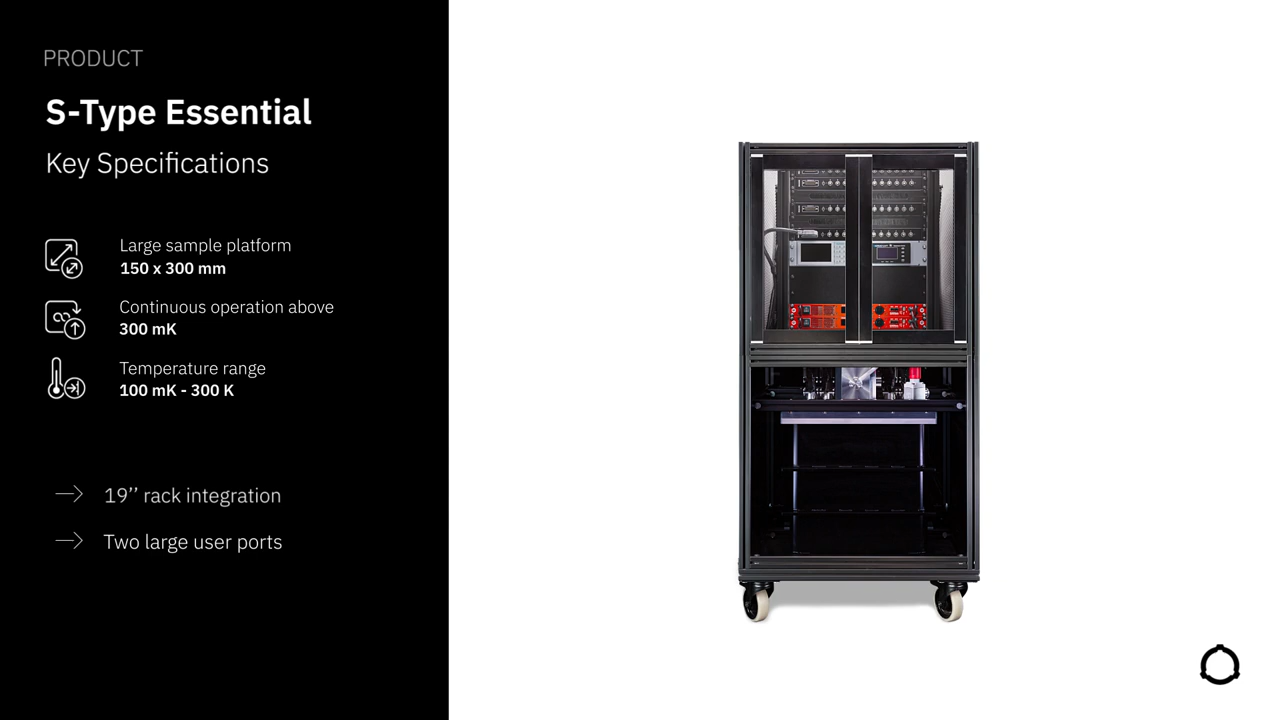 PRODUCT
S-Type Essential
Key Specifications
Large sample platform
150 x 300 mm
Continuous operation above
300 mK
Temperature range
100 mK - 300 K
19’’ rack integration
Two large user ports